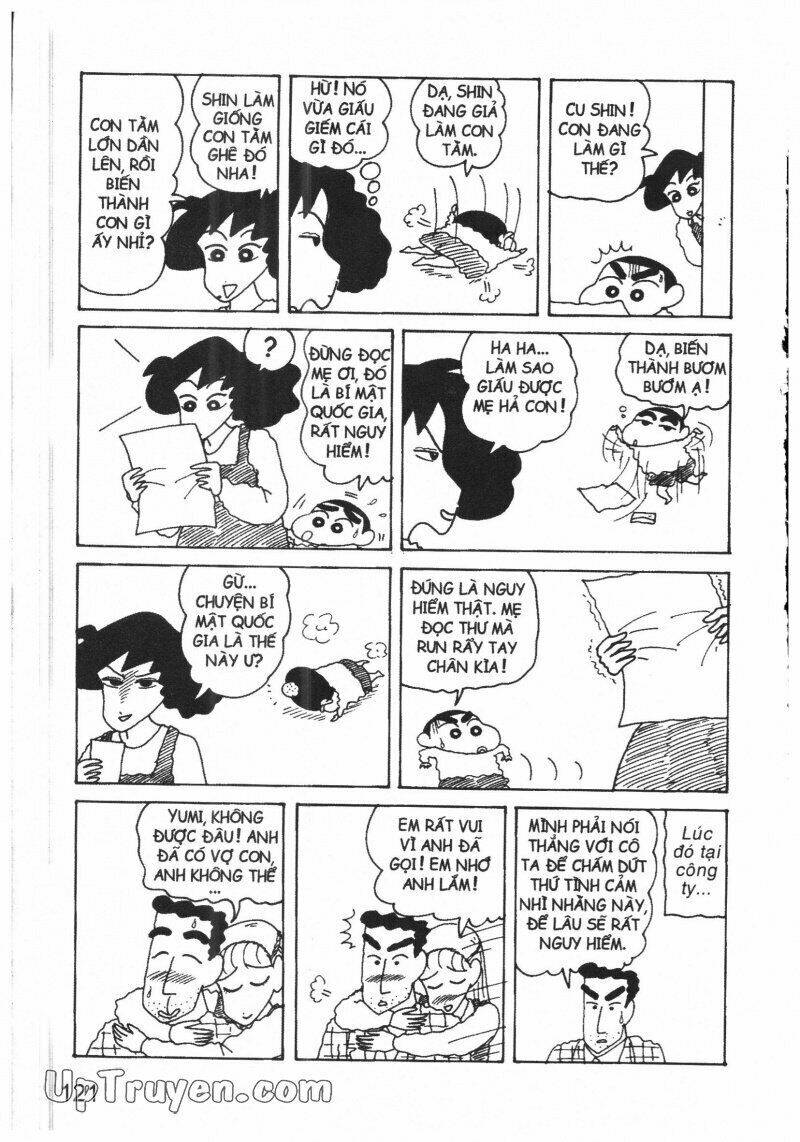 CU SHIN!
CON ĐANG
LÀM GÌ
THẾ?
DẠ, SHIN
ĐANG GIẢ
LÀM CON
TẰM.
HỪ! NÓ
VỪA GIẤU
GIẾM CÁI
GÌ ĐÓ...
SHIN LÀM
GIỐNG
CON TẰM
GHÊ ĐÓ
NHA!
CON TẰM
LỚN DẦN
LÊN, RỒI
BIẾN
THÀNH
CON GÌ
ẤY NHỈ?
DẠ, BIẾN
THÀNH BƯƠM
BƯỚM Ạ!
HA HA...
LÀM SAO
GIẤU ĐƯỢC
MẸ HẢ CON!
ĐỪNG ĐỌC
MẸ ƠI, ĐÓ
LÀ BÍ MẬT
QUỐC GIA,
RẤT NGUY
HIỂM!
?
ĐÚNG LÀ NGUY
HIỂM THẬT. MẸ
ĐỌC THƯ MÀ
RUN RẨY TAY
CHÂN KÌA!
GỪ...
CHUYỆN BÍ
MẬT QUỐC
GIA LÀ THẾ
NÀY Ư?
Lúc
đó tại
công
ty...
MÌNH PHẢI NÓI
THẲNG VỚI CÔ
TA ĐỂ CHẤM DỨT
THỨ TÌNH CẢM
NHÌ NHẰNG NÀY,
ĐỂ LÂU SẼ RẤT
NGUY HIỂM.
EM RẤT VUI
VÌ ANH ĐÃ
GỌI! EM NHỚ
ANH LẮM!
YUMI, KHÔNG
ĐƯỢC ĐÂU! ANH
ĐÃ CÓ VỢ CON,
ANH KHÔNG THỂ
...
121
UpTruyen.com